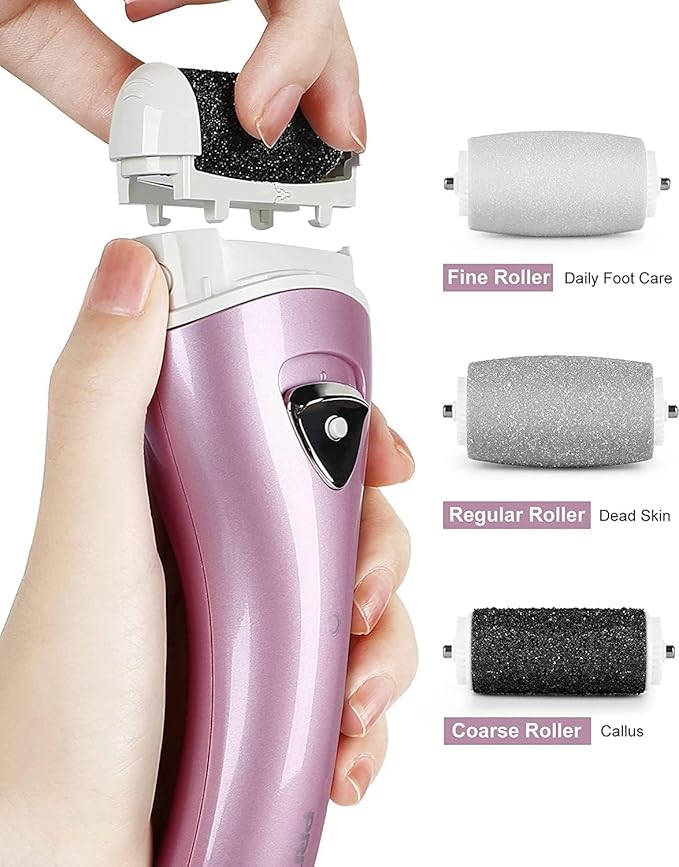 Fine Roller Daily Foot Care
Regular Roller Dead Skin
Coarse Roller Callus